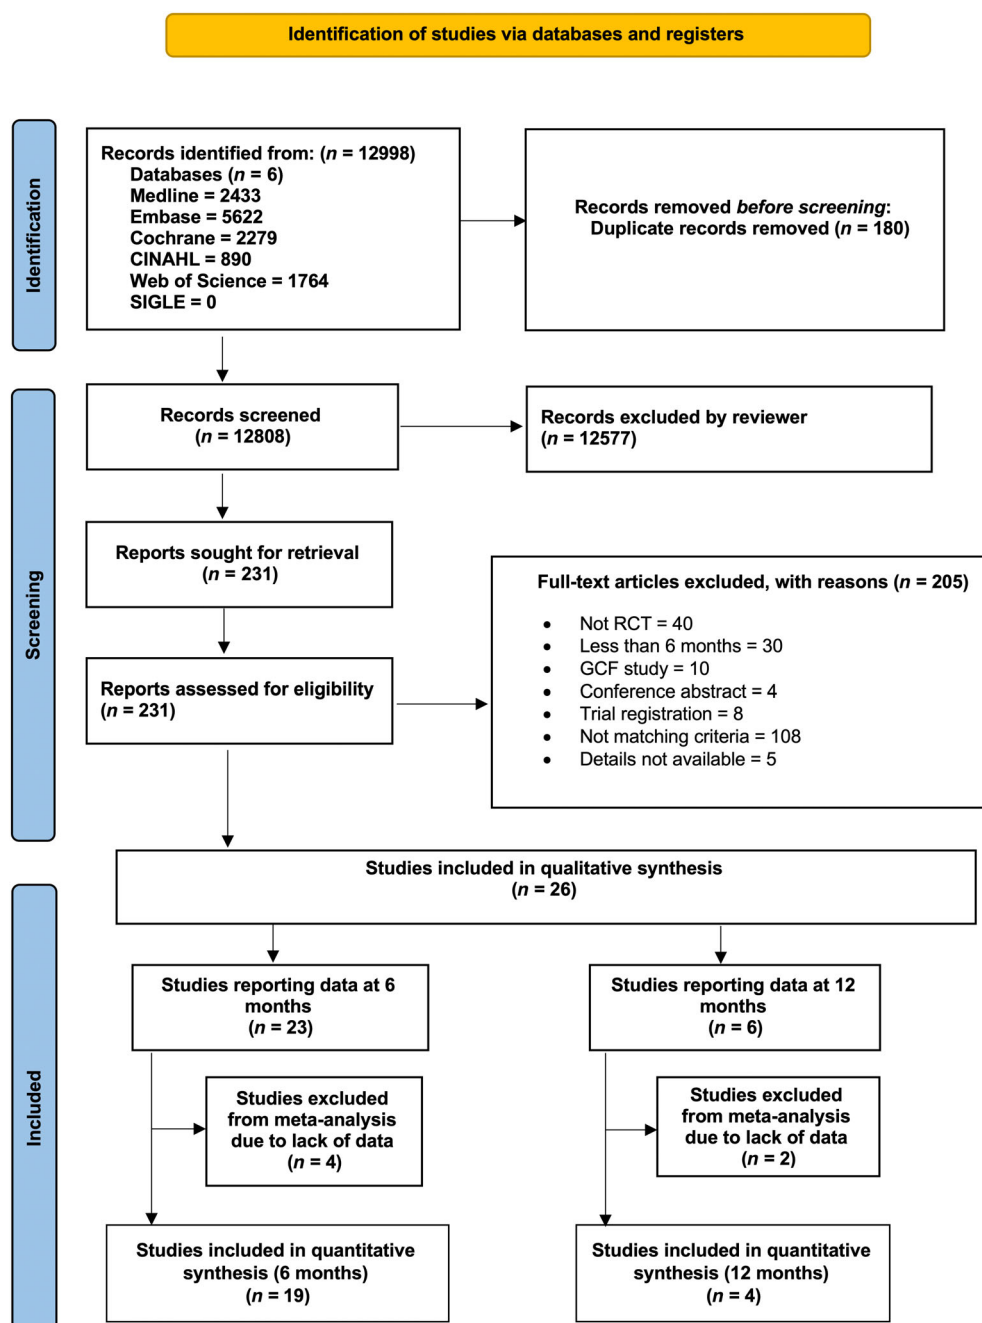 Identification of studies via databases and registers
Identification
Records identified from: (n = 12998)
Databases (n = 6)
Medline = 2433
Embase = 5622
Cochrane = 2279
CINAHL = 890
Web of Science = 1764
SIGLE = 0
Records removed before screening:
Duplicate records removed (n = 180)
Screening
Records screened
(n = 12808)
Records excluded by reviewer
(n = 12577)
Reports sought for retrieval
(n = 231)
Reports assessed for eligibility
(n = 231)
Full-text articles excluded, with reasons (n = 205)
• Not RCT = 40
• Less than 6 months = 30
• GCF study = 10
• Conference abstract = 4
• Trial registration = 8
• Not matching criteria = 108
• Details not available = 5
Included
Studies included in qualitative synthesis
(n = 26)
Studies reporting data at 6
months
(n = 23)
Studies excluded
from meta-analysis
due to lack of data
(n = 4)
Studies included in quantitative
synthesis (6 months)
(n = 19)
Studies reporting data at 12
months
(n = 6)
Studies excluded
from meta-analysis
due to lack of data
(n = 2)
Studies included in quantitative
synthesis (12 months)
(n = 4)